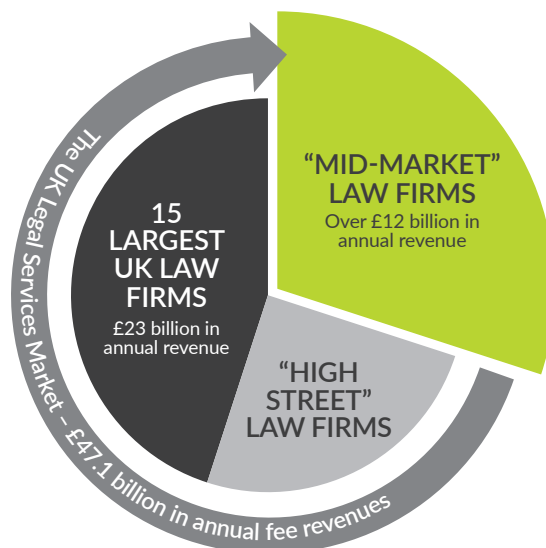 The UK Legal Services Market – £47.1 billion in annual fee revenues
“MID-MARKET”
LAW FIRMS
Over £12 billion in
annual revenue
15
LARGEST
UK LAW
FIRMS
£23 billion in
annual revenue
“HIGH
STREET”
LAW FIRMS